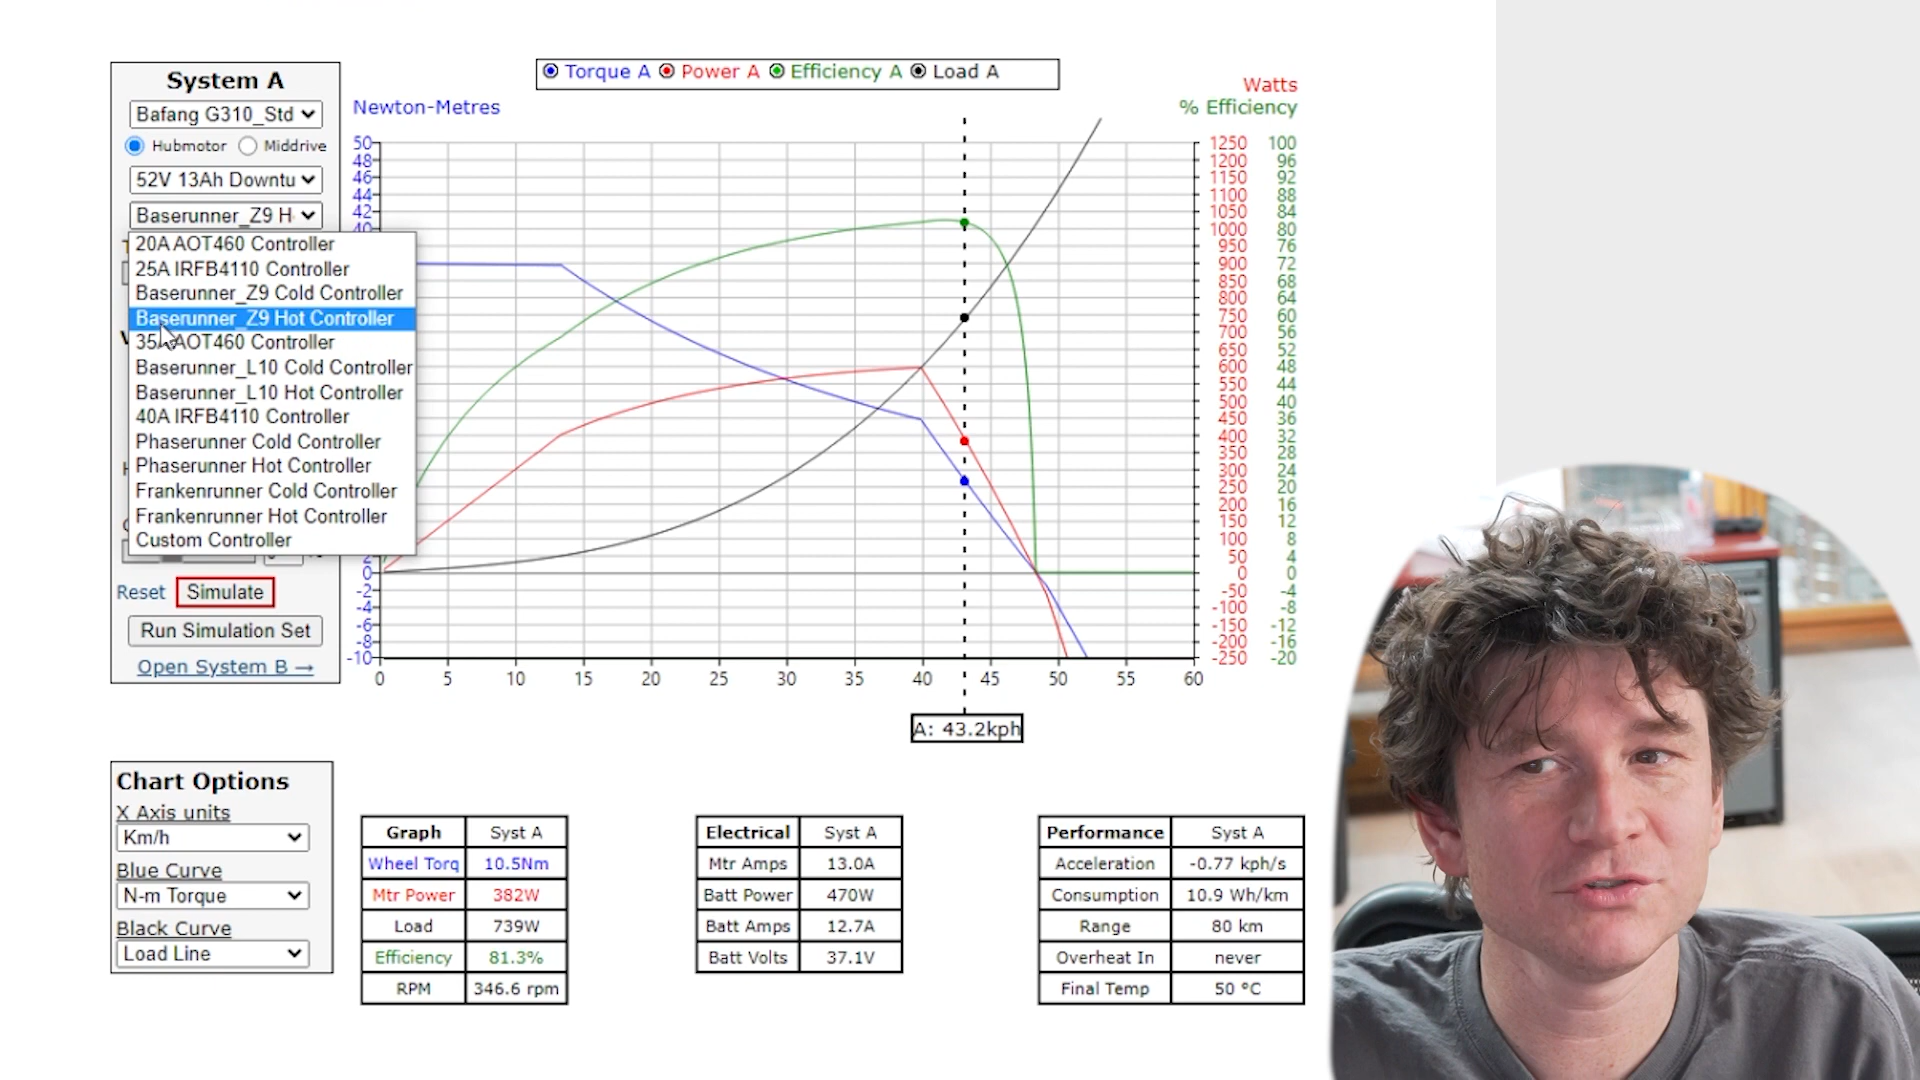 System A
Bafang G310_Std
Hubmotor Middrive
52V 13Ah Downtu
Baserunner_Z9 H
20A AOT460 Controller
25A IRFB4110 Controller
Baserunner_Z9 Cold Controller
Baserunner_Z9 Hot Controller
35A AOT460 Controller
Baserunner_L10 Cold Controller
Baserunner_L10 Hot Controller
40A IRFB4110 Controller
Phaserunner Cold Controller
Phaserunner Hot Controller
Frankenrunner Cold Controller
Frankenrunner Hot Controller
Custom Controller
Reset Simulate
Run Simulation Set
Open System B →
Torque A Power A Efficiency A Load A
Newton-Metres
Watts
% Efficiency
50 1250 100
48 1200 96
46 1150 92
44 1100 88
42 1050 84
40 1000 80
950 76
900 72
850 68
800 64
750 60
700 56
650 52
600 48
550 44
500 40
450 36
400 32
350 28
300 24
250 20
200 16
150 12
100 8
2 50 4
0 0 0
-2 -50 -4
-4 -100 -8
-6 -150 -12
-8 -200 -16
-10 -250 -20
0 5 10 15 20 25 30 35 40 45 50 55 60
A: 43.2kph
Chart Options
X Axis units
Km/h
Blue Curve
N-m Torque
Black Curve
Load Line
Graph Syst A
Wheel Torq 10.5Nm
Mtr Power 382W
Load 739W
Efficiency 81.3%
RPM 346.6 rpm
Electrical Syst A
Mtr Amps 13.0A
Batt Power 470W
Batt Amps 12.7A
Batt Volts 37.1V
Performance Syst A
Acceleration -0.77 kph/s
Consumption 10.9 Wh/km
Range 80 km
Overheat In never
Final Temp 50 °C